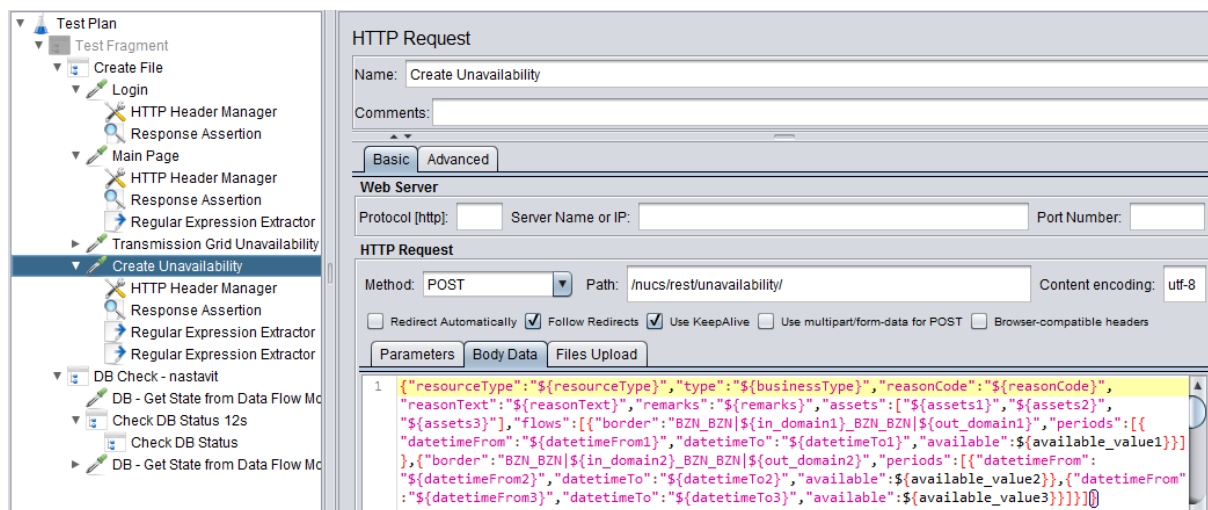 Test Plan
Test Fragment
Create File
Login
HTTP Header Manager
Response Assertion
Main Page
HTTP Header Manager
Response Assertion
Regular Expression Extractor
Transmission Grid Unavailability
Create Unavailability
HTTP Header Manager
Response Assertion
Regular Expression Extractor
Regular Expression Extractor
DB Check - nastavit
DB - Get State from Data Flow Mo
Check DB Status 12s
Check DB Status
DB - Get State from Data Flow Mo
HTTP Request
Name: Create Unavailability
Comments:
Basic Advanced
Web Server
Protocol [http]: Server Name or IP: Port Number:
HTTP Request
Method: POST Path: /nucs/rest/unavailability/ Content encoding: utf-8
Redirect Automatically Follow Redirects Use KeepAlive Use multipart/form-data for POST Browser-compatible headers
Parameters Body Data Files Upload
1 {"resourceType":"${resourceType}","type":"${businessType}","reasonCode":"${reasonCode}",
"reasonText":"${reasonText}","remarks":"${remarks}","assets":["${assets1}","${assets2}",
"${assets3}"],"flows":[{"border":"BZN_BZN|${in_domain1}_BZN_BZN|${out_domain1}","periods":[{
"datetimeFrom":"${datetimeFrom1}","datetimeTo":"${datetimeTo1}","available":${available_value1}}]
},{"border":"BZN_BZN|${in_domain2}_BZN_BZN|${out_domain2}","periods":[{"datetimeFrom":
"${datetimeFrom2}","datetimeTo":"${datetimeTo2}","available":${available_value2}},{"datetimeFrom"
:"${datetimeFrom3}","datetimeTo":"${datetimeTo3}","available":${available_value3}}]}]}